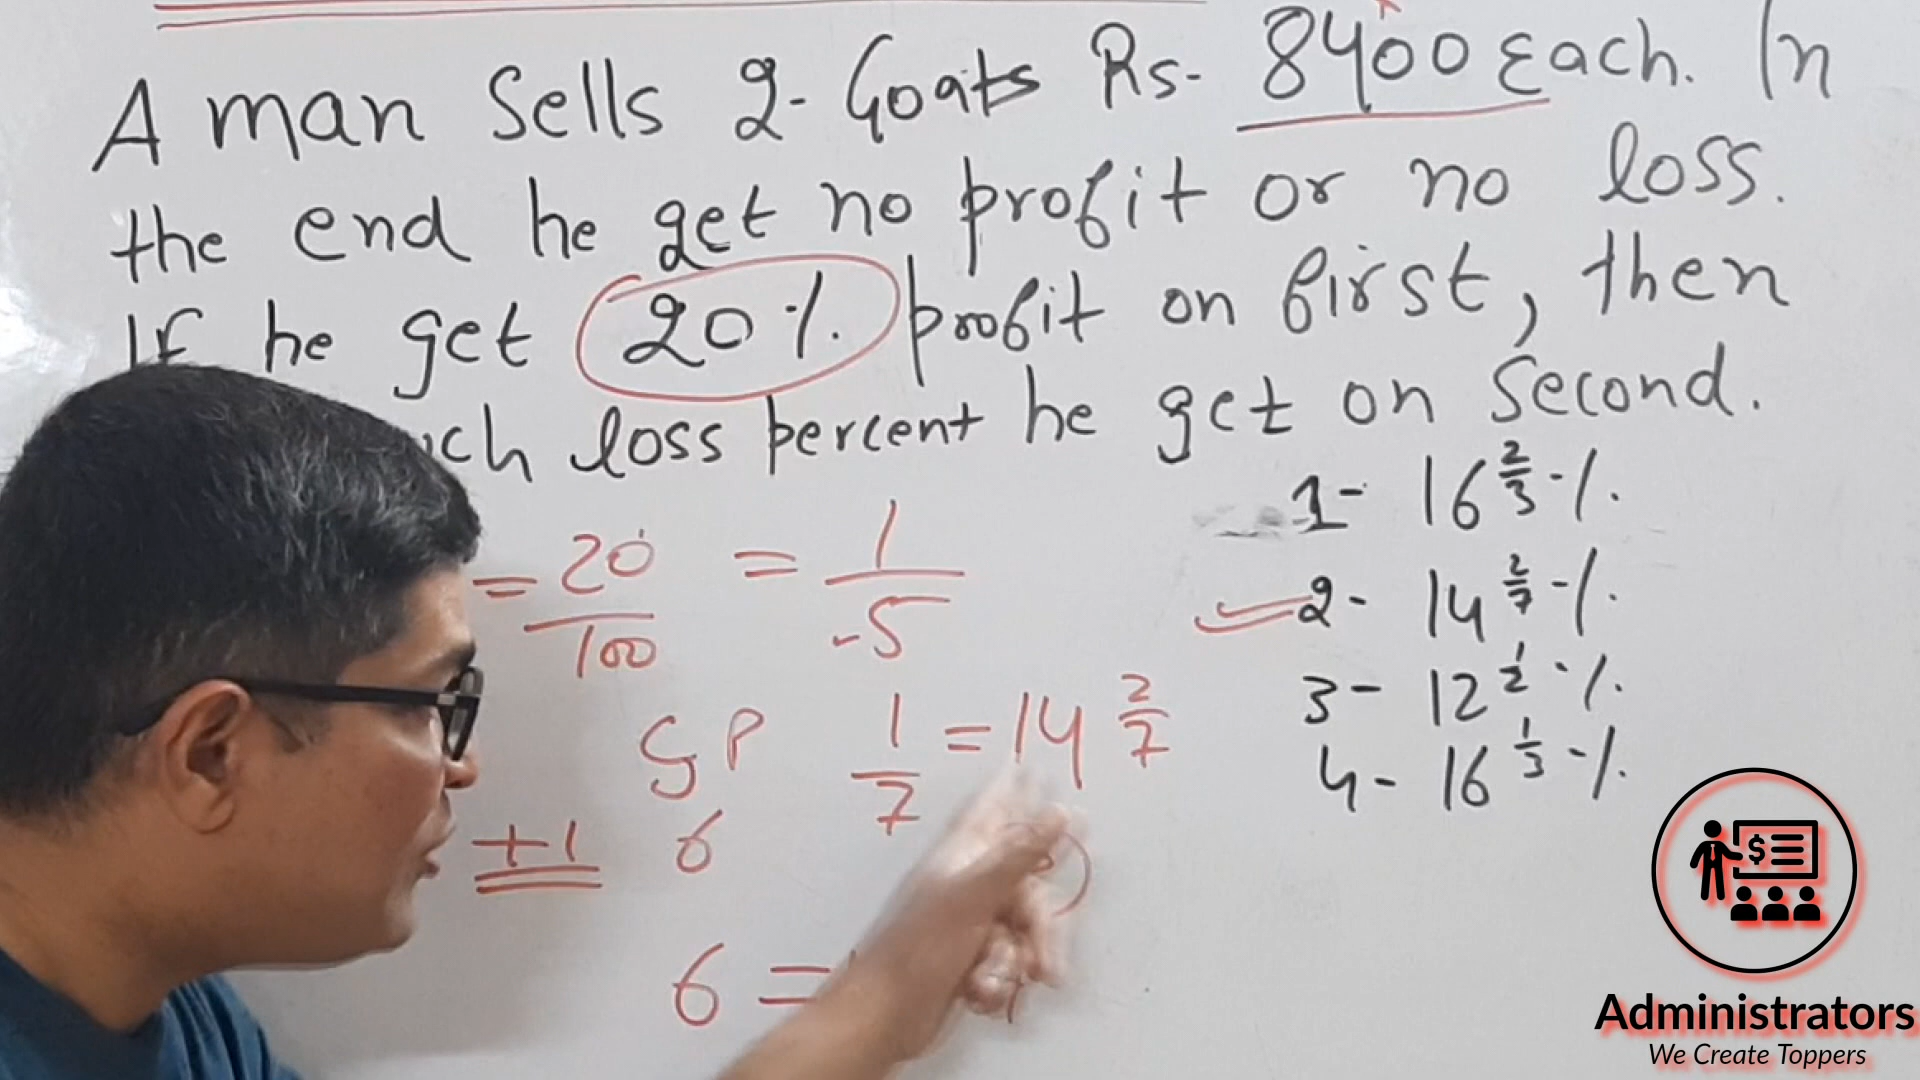 A man Sells 2- Goats Rs- 8400 Each. In
the end he get no profit or no loss.
If he get 20%. profit on first, then
loss percent he get on Second.
1- 16 2/3 -%.
= 20/100 = 1/-5
2- 14 2/7 -%.
3- 12 1/2 -%.
S P 1/7 = 14 2/7
4- 16 1/3 -%.
+1 6
6 =
$
Administrators
We Create Toppers